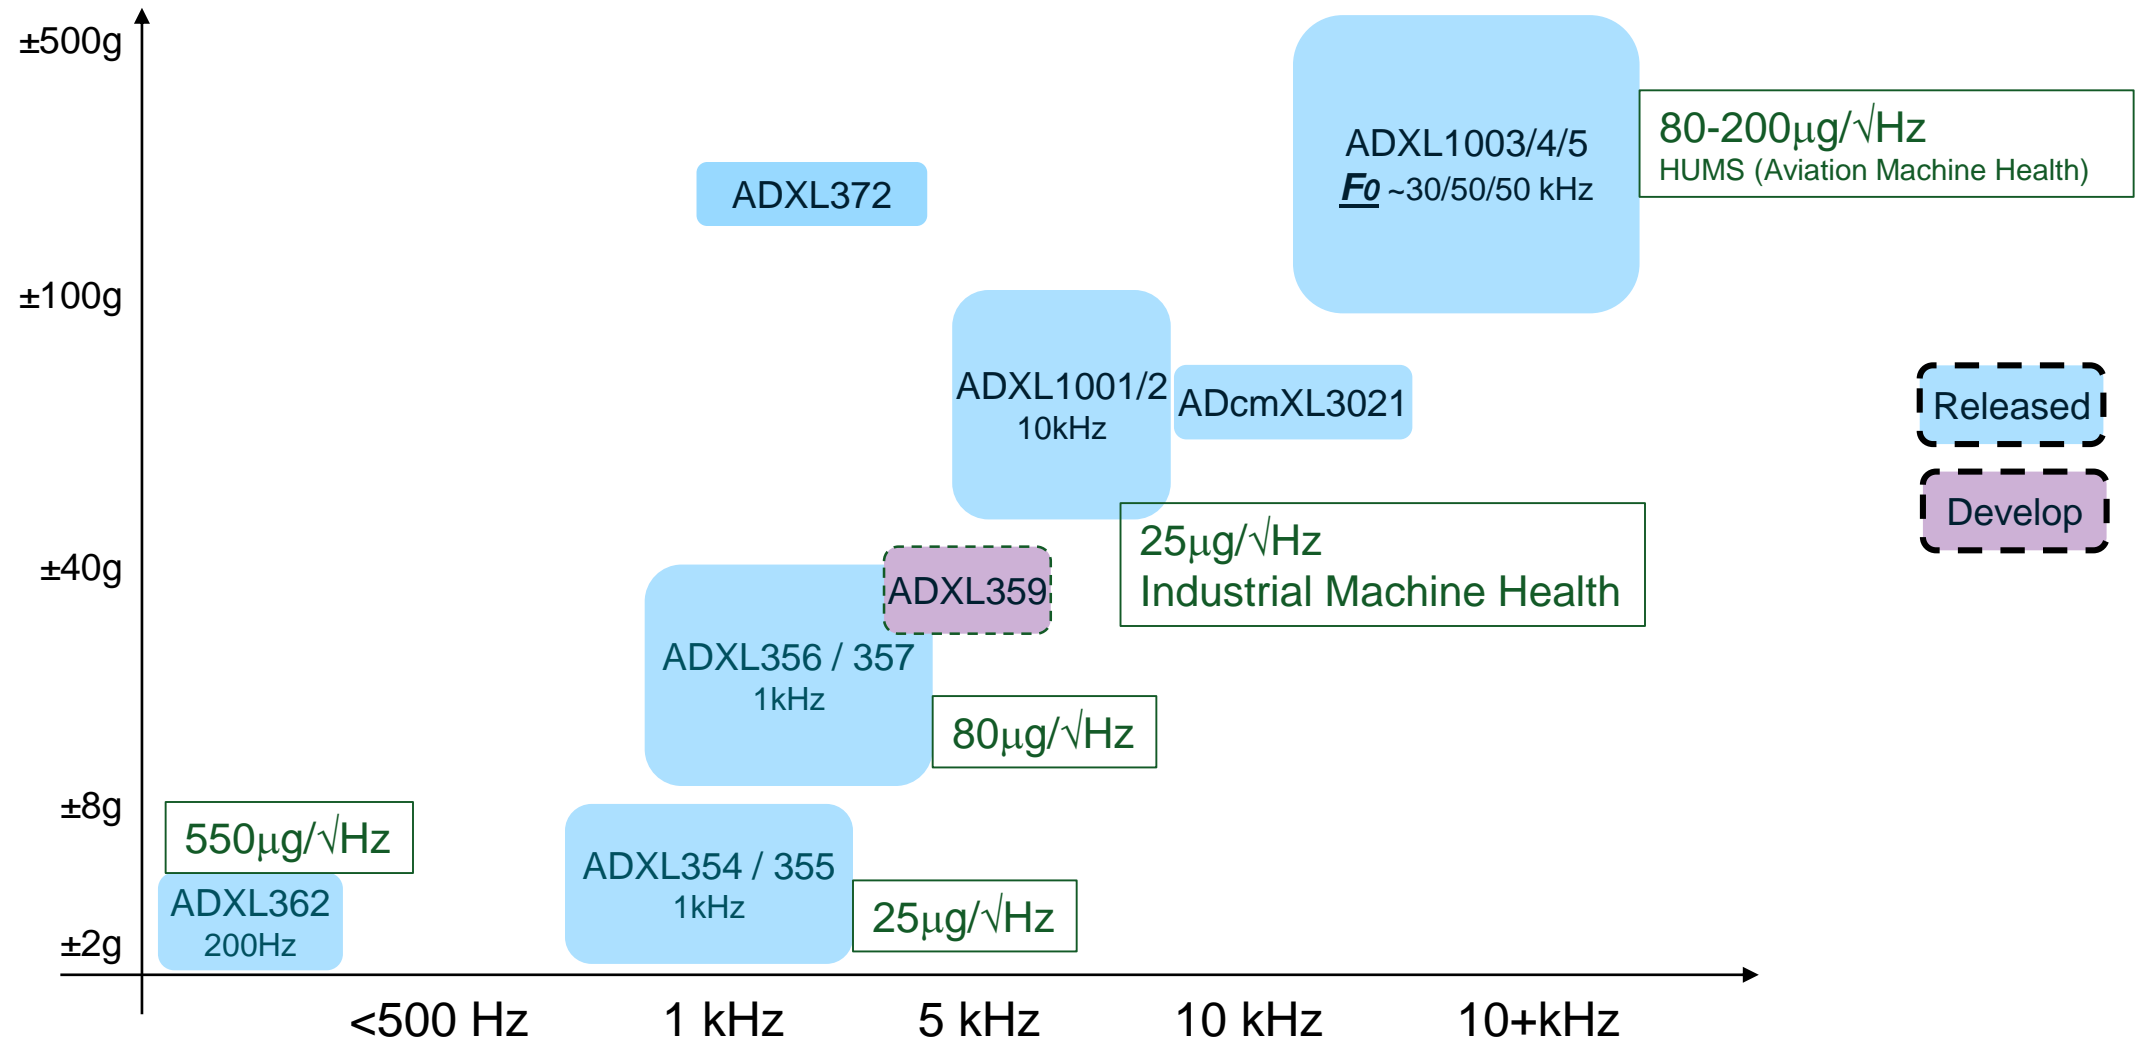 ±500g
±100g
±40g
±8g
±2g
ADXL1003/4/5
F0 ~30/50/50 kHz
80-200μg/√Hz
HUMS (Aviation Machine Health)
ADXL372
ADXL1001/2
10kHz
ADcmXL3021
Released
Develop
25μg/√Hz
Industrial Machine Health
ADXL359
ADXL356 / 357
1kHz
80μg/√Hz
550μg/√Hz
ADXL362
200Hz
ADXL354 / 355
1kHz
25μg/√Hz
<500 Hz
1 kHz
5 kHz
10 kHz
10+kHz